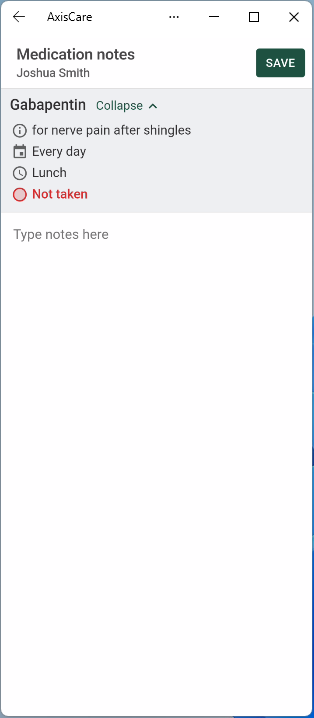 AxisCare
Medication notes
Joshua Smith
SAVE
Gabapentin Collapse
for nerve pain after shingles
Every day
Lunch
Not taken
Type notes here